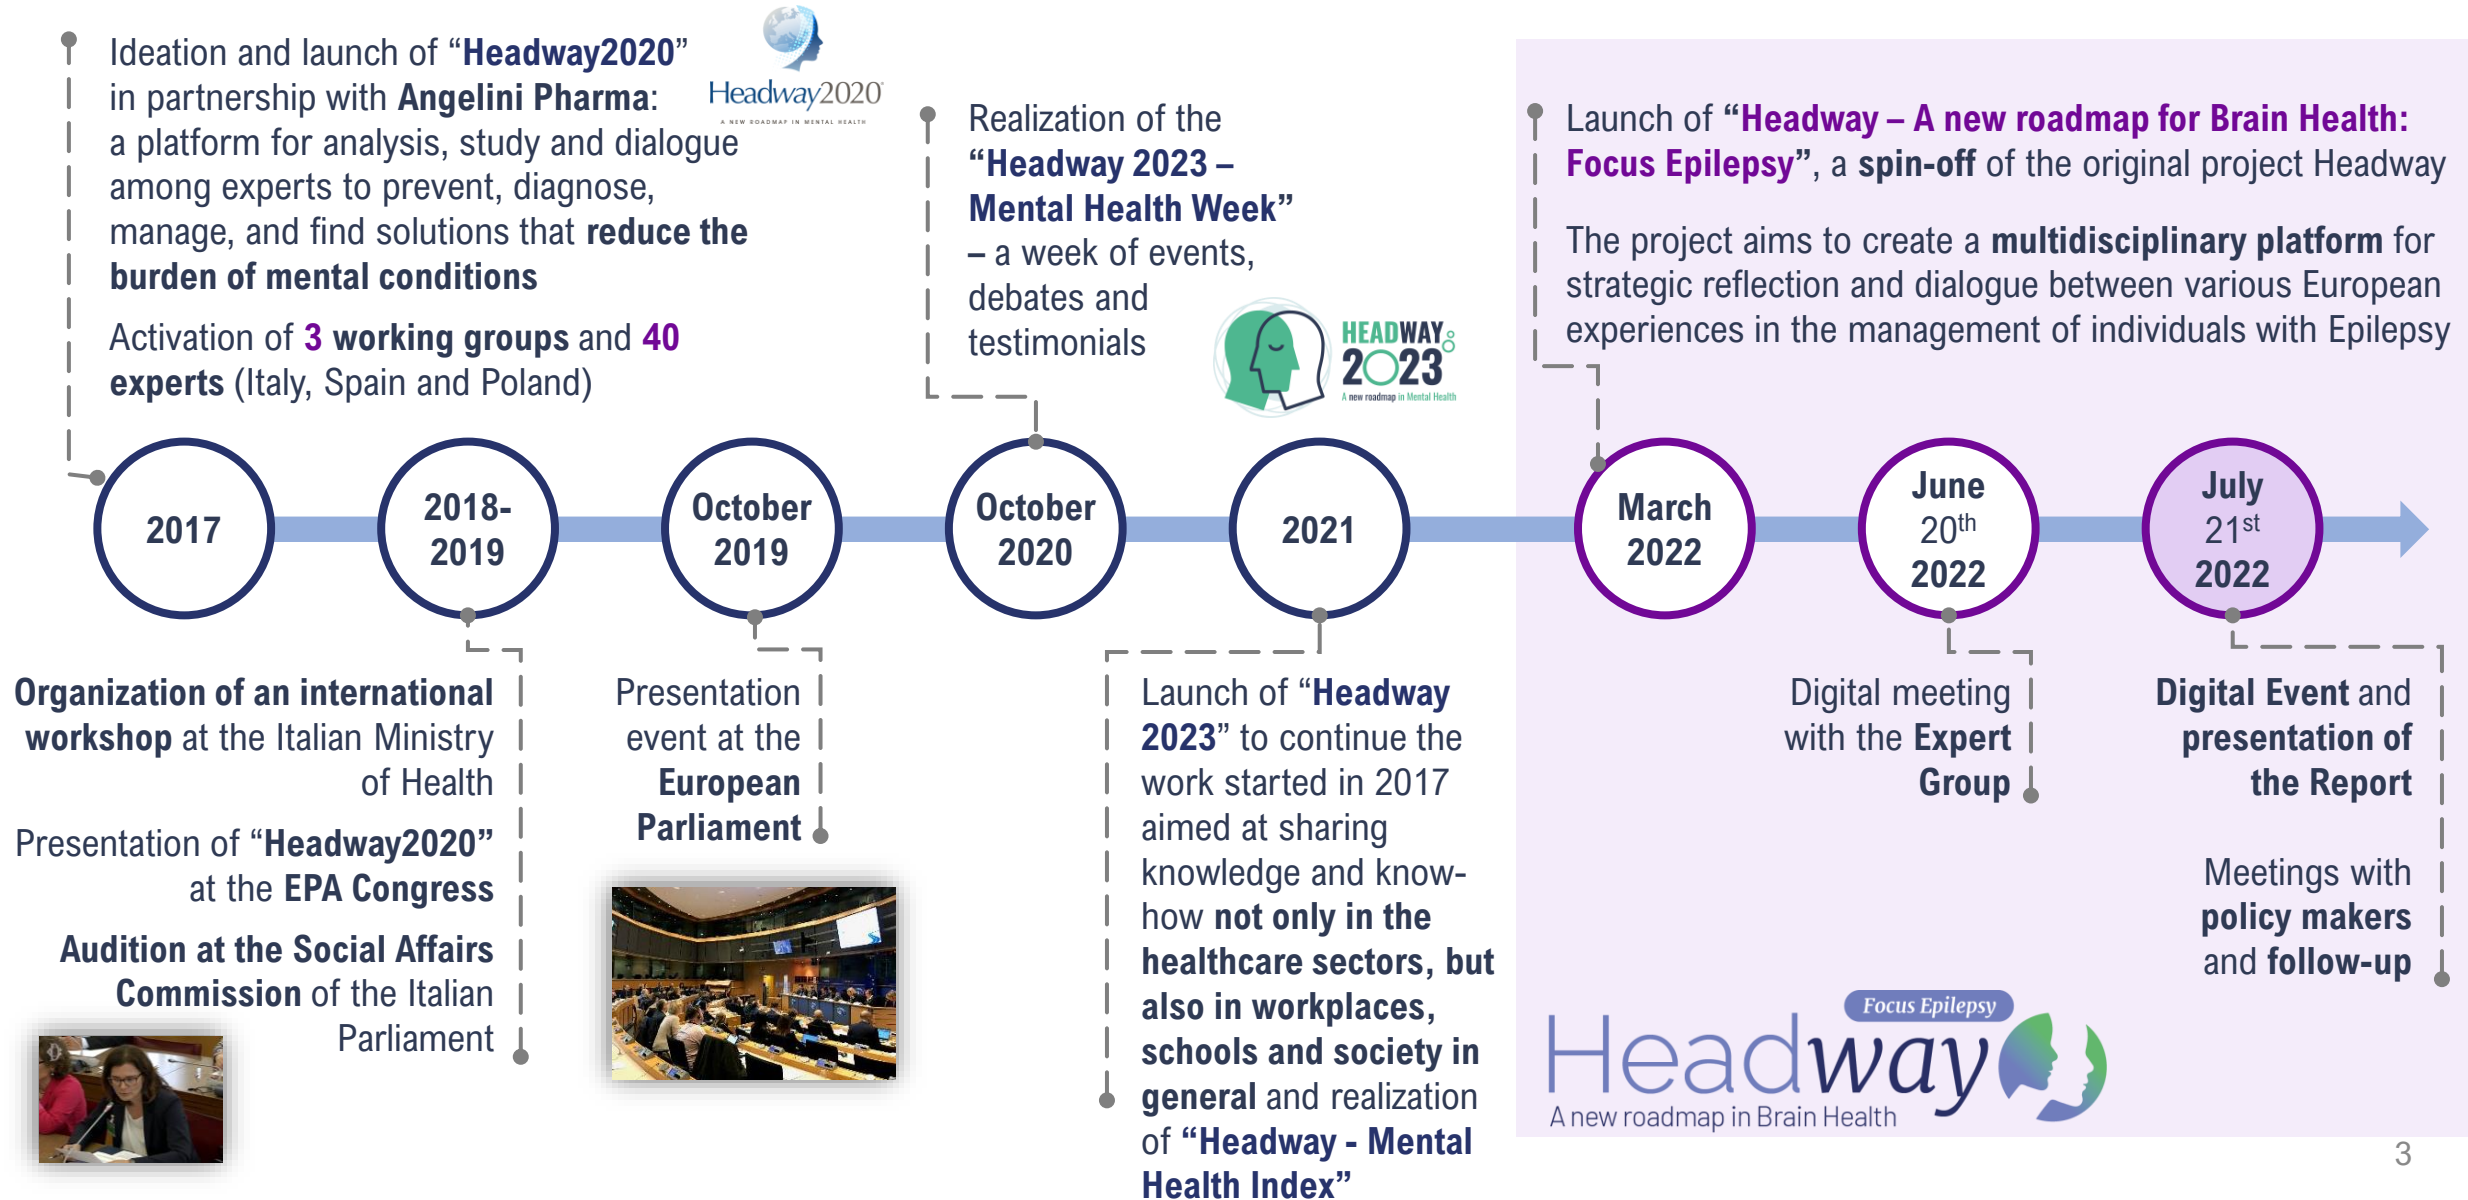 Ideation and launch of “Headway2020”
in partnership with Angelini Pharma:
a platform for analysis, study and dialogue
among experts to prevent, diagnose,
manage, and find solutions that reduce the
burden of mental conditions
Activation of 3 working groups and 40
experts (Italy, Spain and Poland)
Headway2020
A NEW ROADMAP IN MENTAL HEALTH
Realization of the
“Headway 2023 –
Mental Health Week”
– a week of events,
debates and
testimonials
HEADWAY
2023
A new roadmap in Mental Health
Launch of “Headway – A new roadmap for Brain Health:
Focus Epilepsy”, a spin-off of the original project Headway
The project aims to create a multidisciplinary platform for
strategic reflection and dialogue between various European
experiences in the management of individuals with Epilepsy
2017
2018-
2019
October
2019
October
2020
2021
March
2022
June
20th
2022
July
21st
2022
Organization of an international
workshop at the Italian Ministry
of Health
Presentation of “Headway2020”
at the EPA Congress
Audition at the Social Affairs
Commission of the Italian
Parliament
Presentation
event at the
European
Parliament
Launch of “Headway
2023” to continue the
work started in 2017
aimed at sharing
knowledge and know-
how not only in the
healthcare sectors, but
also in workplaces,
schools and society in
general and realization
of “Headway - Mental
Health Index”
Digital meeting
with the Expert
Group
Digital Event and
presentation of
the Report
Meetings with
policy makers
and follow-up
Focus Epilepsy
Headway
A new roadmap in Brain Health
3